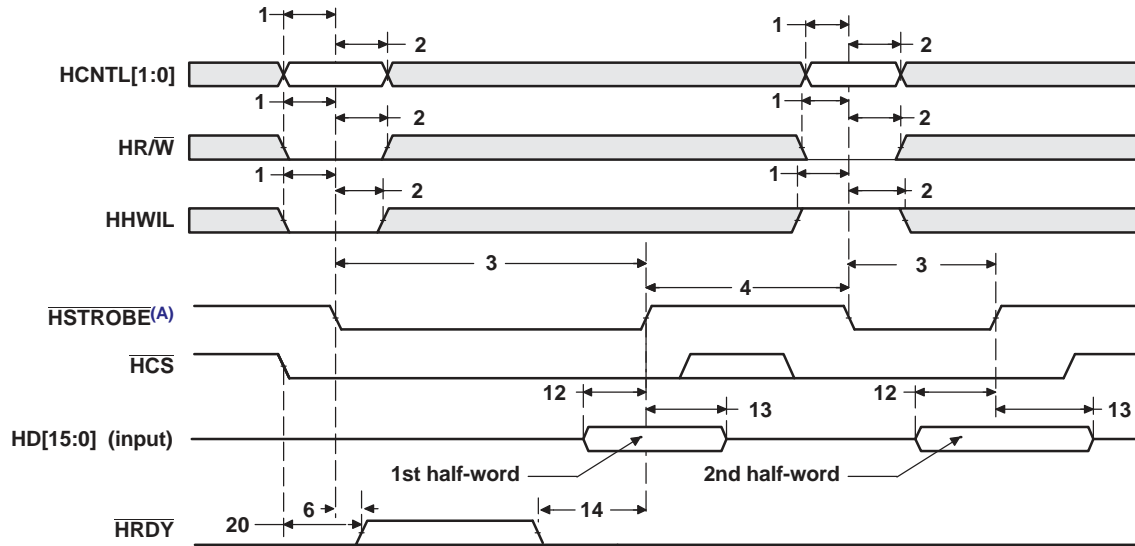 1
1
2
2
HCNTL[1:0]
1
1
2
2
HR/W̅
1
1
2
2
HHWIL
3
3
4
HSTROBE(A)
HCS
12
12
13
13
HD[15:0] (input)
1st half-word
2nd half-word
6
14
20
HRDY